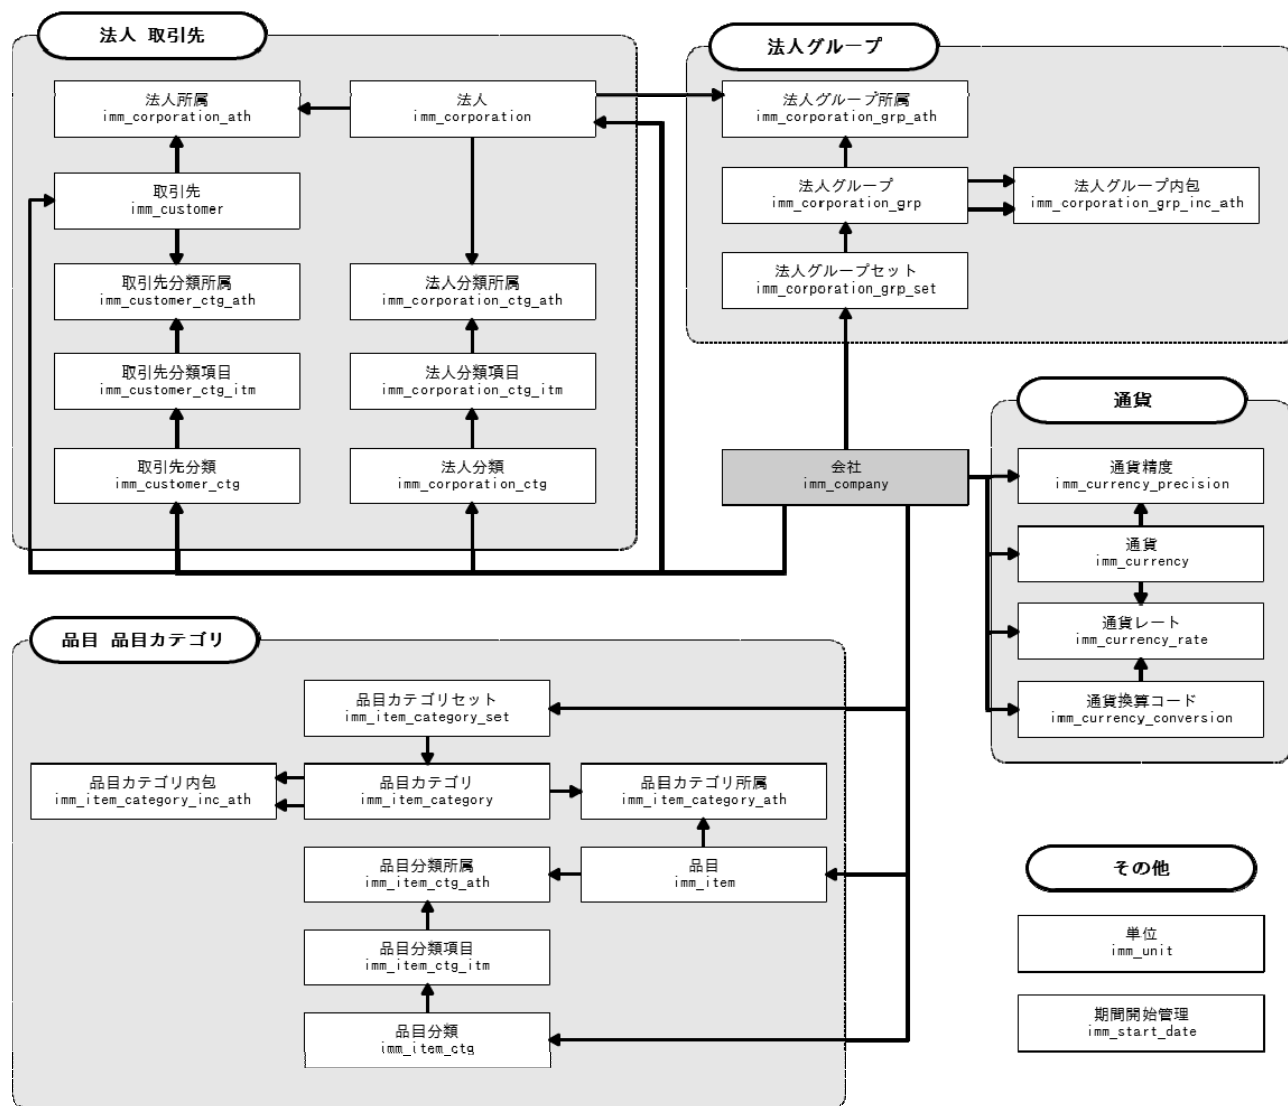 法人 取引先
法人所属
imm_corporation_ath
法人
imm_corporation
取引先
imm_customer
取引先分類所属
imm_customer_ctg_ath
法人分類所属
imm_corporation_ctg_ath
取引先分類項目
imm_customer_ctg_itm
法人分類項目
imm_corporation_ctg_itm
取引先分類
imm_customer_ctg
法人分類
imm_corporation_ctg
法人グループ
法人グループ所属
imm_corporation_grp_ath
法人グループ
imm_corporation_grp
法人グループ内包
imm_corporation_grp_inc_ath
法人グループセット
imm_corporation_grp_set
会社
imm_company
通貨
通貨精度
imm_currency_precision
通貨
imm_currency
通貨レート
imm_currency_rate
通貨換算コード
imm_currency_conversion
品目 品目カテゴリ
品目カテゴリセット
imm_item_category_set
品目カテゴリ内包
imm_item_category_inc_ath
品目カテゴリ
imm_item_category
品目カテゴリ所属
imm_item_category_ath
品目分類所属
imm_item_ctg_ath
品目
imm_item
品目分類項目
imm_item_ctg_itm
品目分類
imm_item_ctg
その他
単位
imm_unit
期間開始管理
imm_start_date